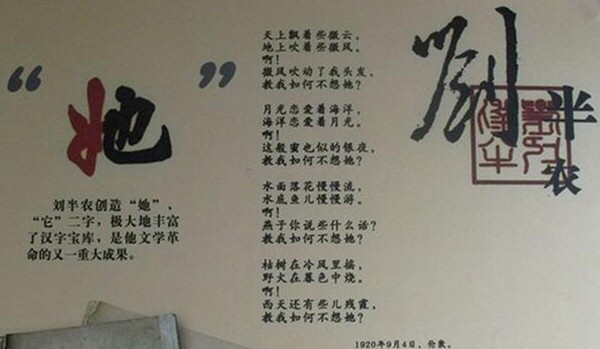 “她”
刘半农创造“她”、
“它”二字，极大地丰富
了汉字宝库，是他文学革
命的又一重大成果。
天上飘着些微云，
地上吹着些微风。
啊！
微风吹动了我头发，
教我如何不想她？
月光恋爱着海洋，
海洋恋爱着月光。
啊！
这般蜜也似的银夜，
教我如何不想她？
水面落花慢慢流，
水底鱼儿慢慢游。
啊！
燕子你说些什么话？
教我如何不想她？
枯树在冷风里摇，
野火在暮色中烧。
啊！
西天还有些儿残霞，
教我如何不想她？
1920年9月4日，伦敦。
劉半农